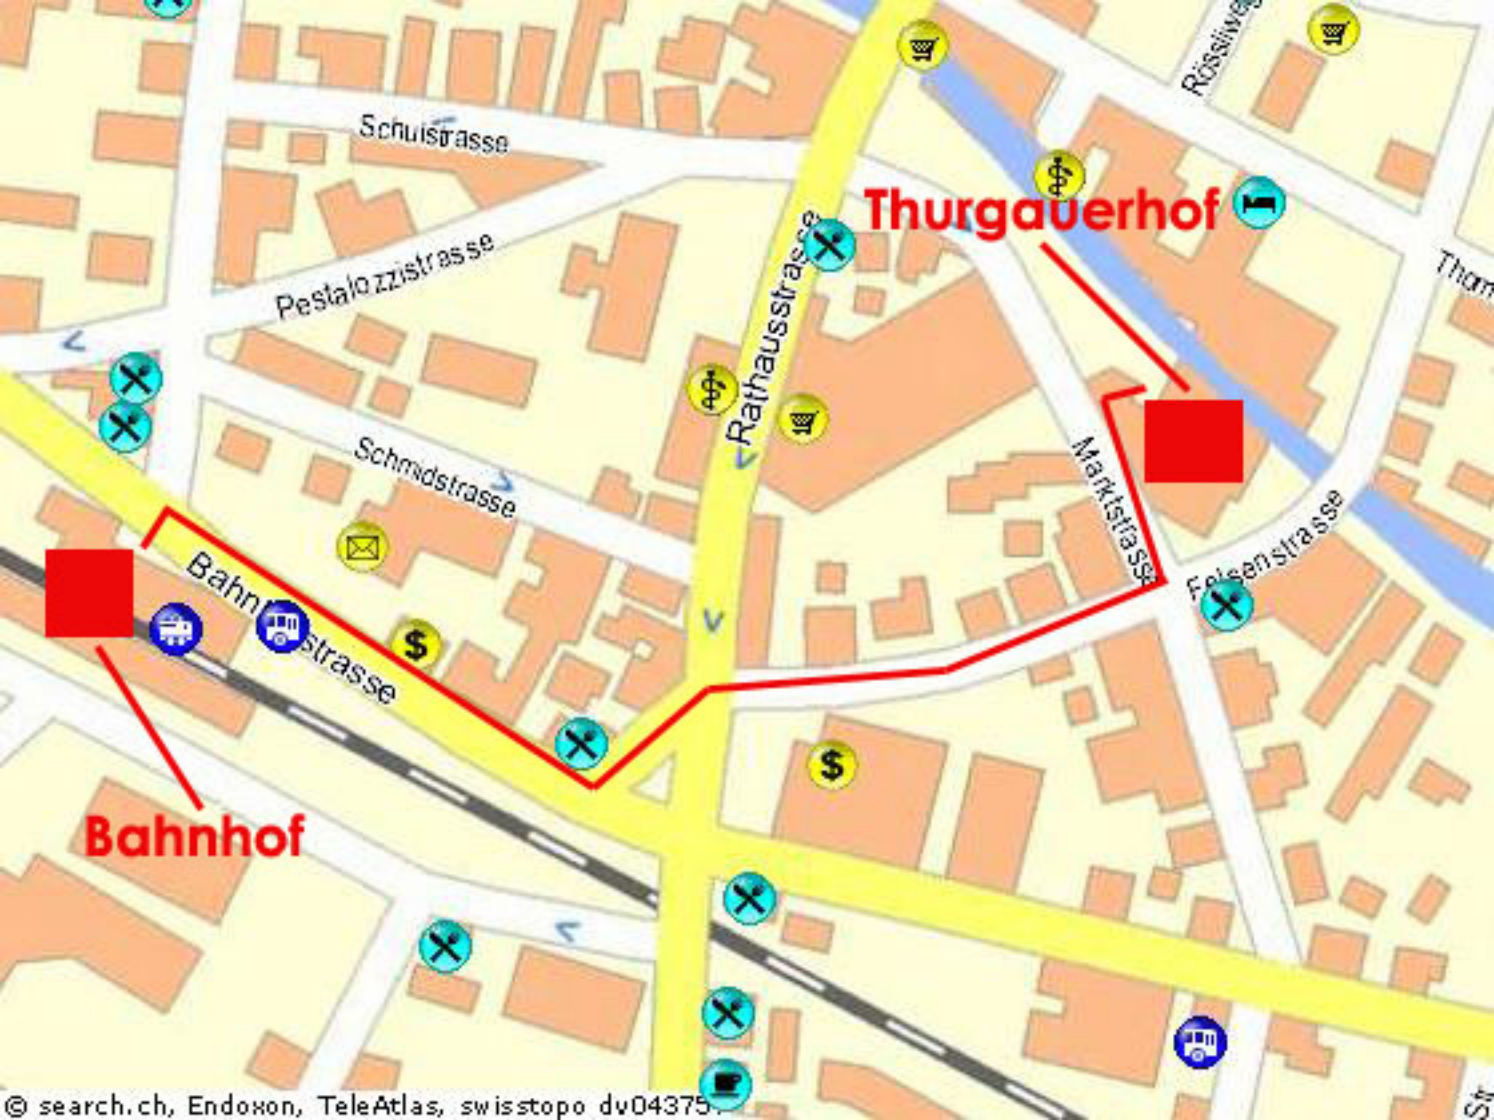 Rössliweg
Schulstrasse
Thurgauerhof
Pestalozzistrasse
Rathausstrasse
Schmidstrasse
Marktstrasse
Felsenstrasse
Bahnhofstrasse
$
$
Bahnhof
© search.ch, Endoxon, TeleAtlas, swisstopo